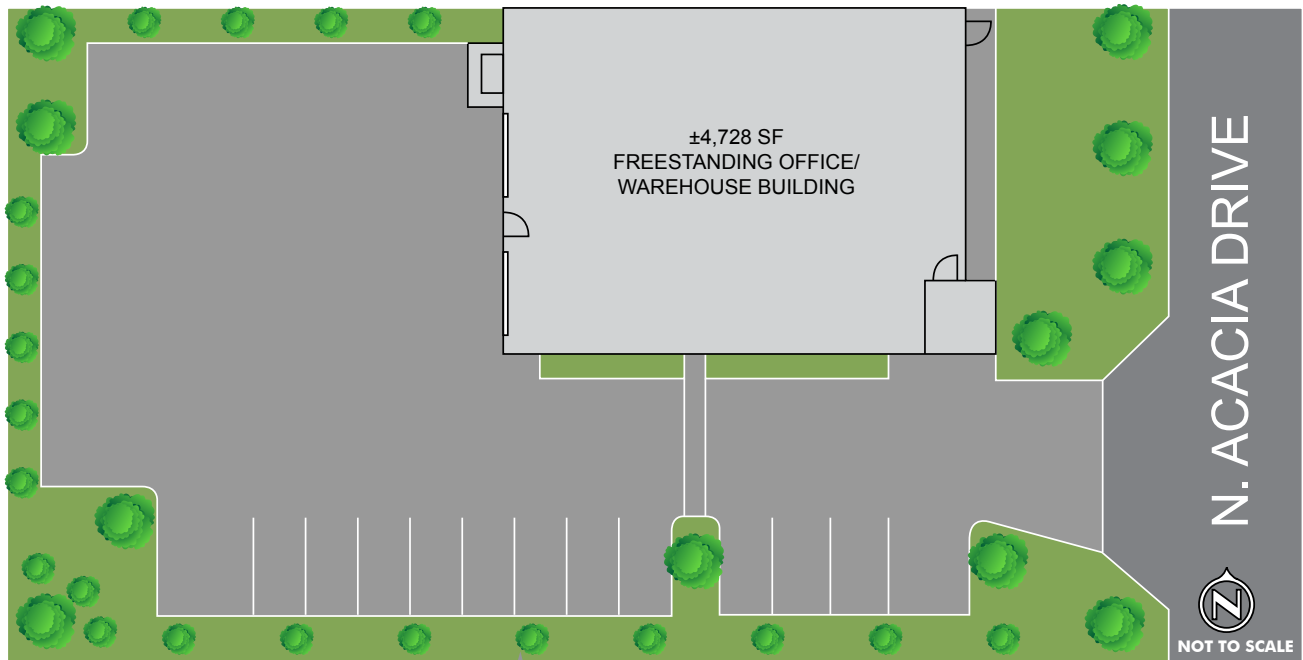 ±4,728 SF
FREESTANDING OFFICE/
WAREHOUSE BUILDING
N. ACACIA DRIVE
N
NOT TO SCALE